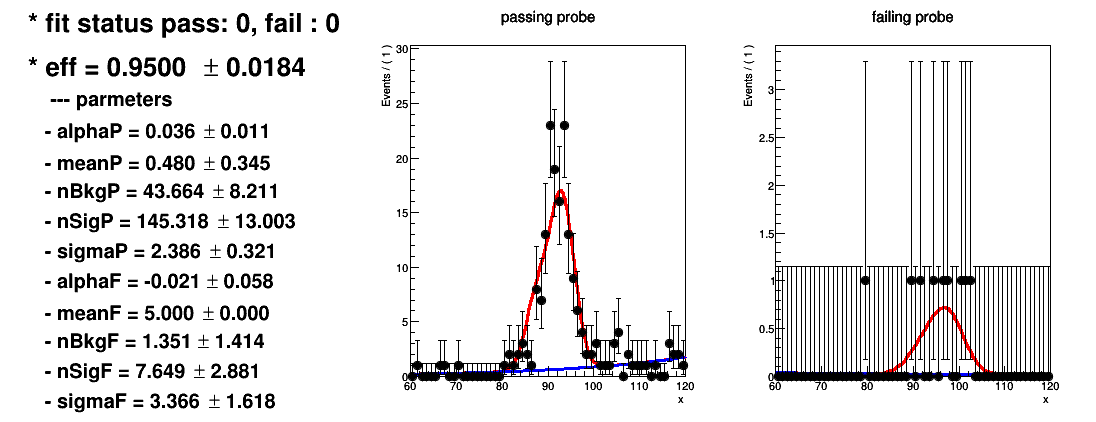 * fit status pass: 0, fail : 0
* eff = 0.9500 ± 0.0184
--- parmeters
- alphaP = 0.036 ± 0.011
- meanP = 0.480 ± 0.345
- nBkgP = 43.664 ± 8.211
- nSigP = 145.318 ± 13.003
- sigmaP = 2.386 ± 0.321
- alphaF = -0.021 ± 0.058
- meanF = 5.000 ± 0.000
- nBkgF = 1.351 ± 1.414
- nSigF = 7.649 ± 2.881
- sigmaF = 3.366 ± 1.618
passing probe
Events / ( 1 )
30
25
20
15
10
5
0
60 70 80 90 100 110 120
x
failing probe
Events / ( 1 )
3.5
3
2.5
2
1.5
1
0.5
0
60 70 80 90 100 110 120
x